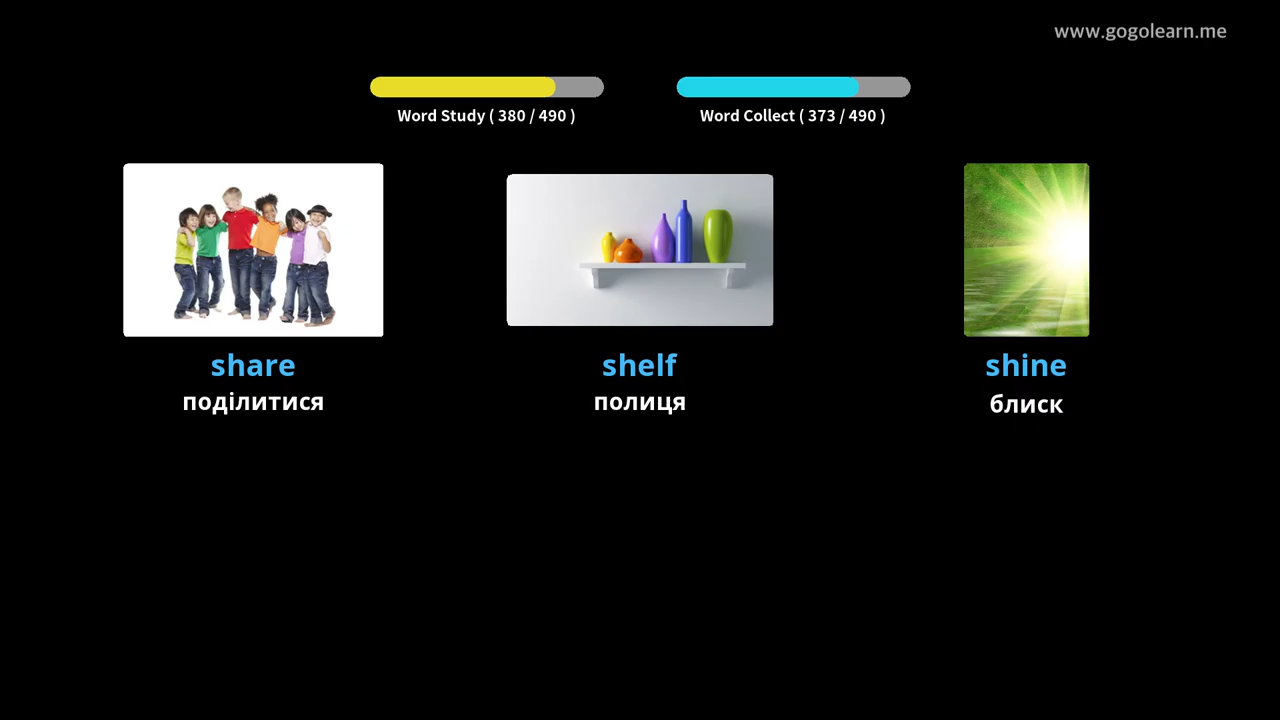 www.gogolearn.me
Word Study ( 380 / 490 )
Word Collect ( 373 / 490 )
share
shelf
shine
поділитися
полиця
блиск